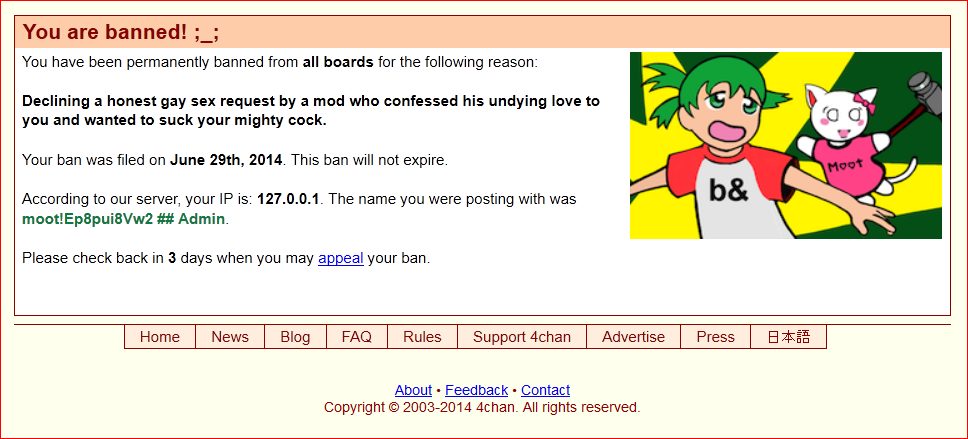 You are banned! ;_;
You have been permanently banned from all boards for the following reason:
Declining a honest gay sex request by a mod who confessed his undying love to
you and wanted to suck your mighty cock.
Your ban was filed on June 29th, 2014. This ban will not expire.
According to our server, your IP is: 127.0.0.1. The name you were posting with was
moot!Ep8pui8Vw2 ## Admin.
Please check back in 3 days when you may appeal your ban.
b&
Moot
Home News Blog FAQ Rules Support 4chan Advertise Press 日本語
About • Feedback • Contact
Copyright © 2003-2014 4chan. All rights reserved.